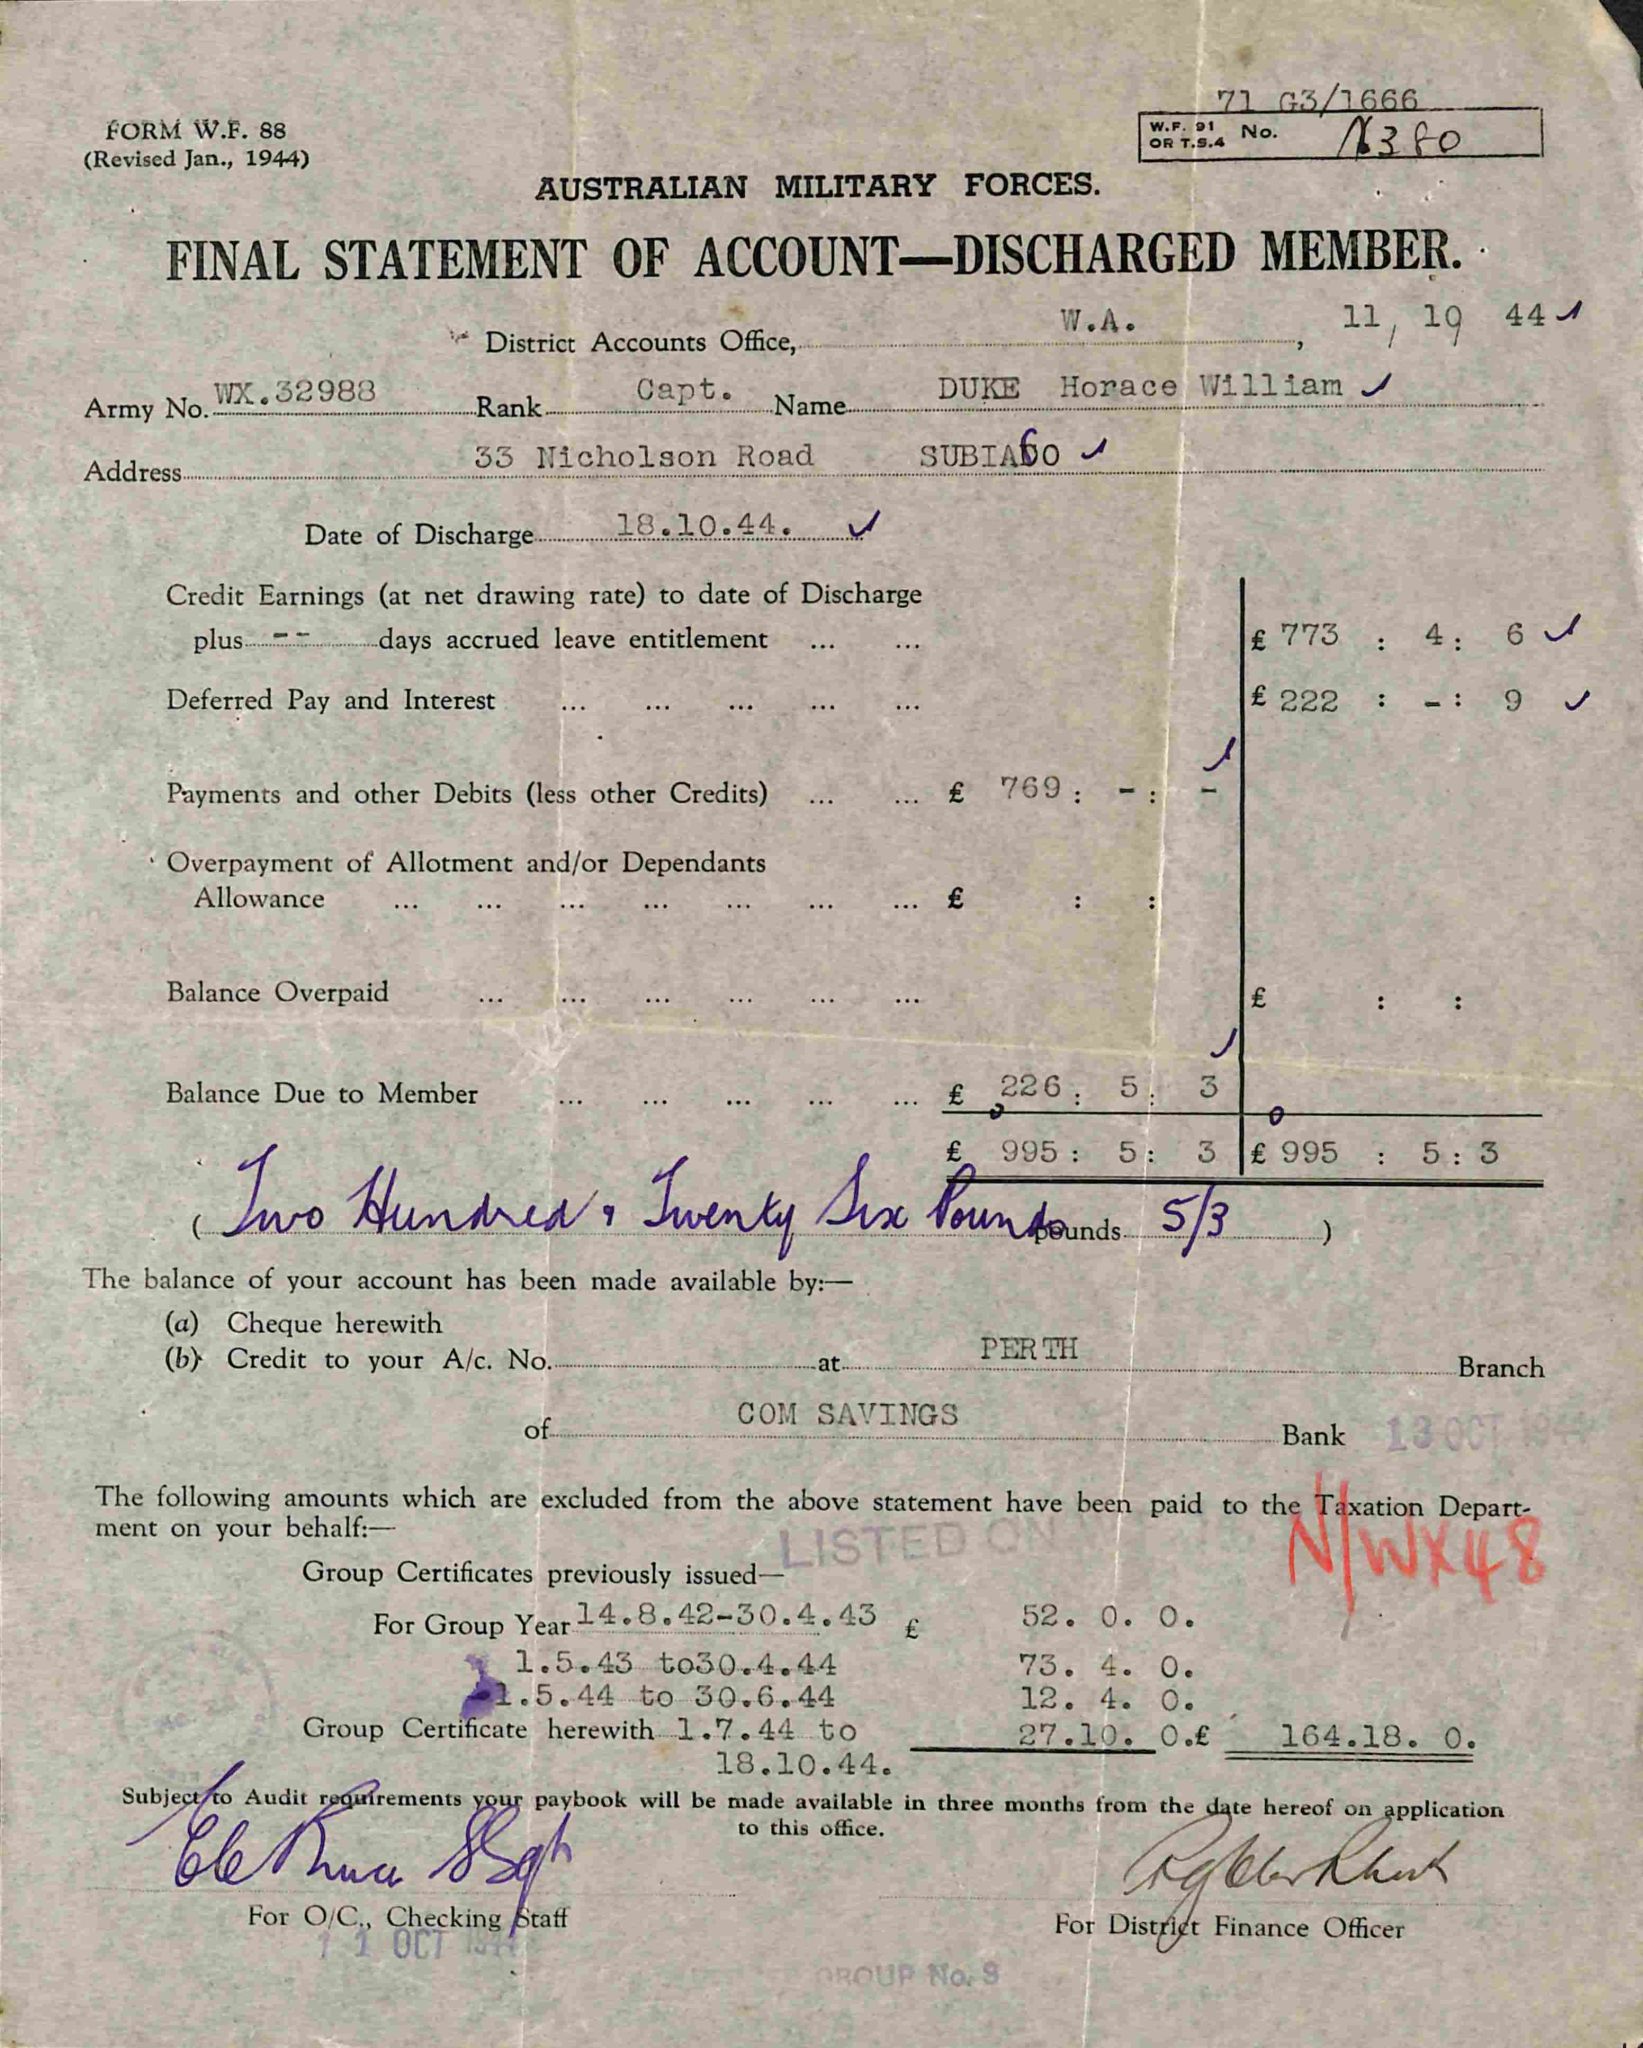 71 G3/1666
FORM W.F. 88
(Revised Jan., 1944)
W.F. 91
OR T.S.4 No. 380
AUSTRALIAN MILITARY FORCES.
FINAL STATEMENT OF ACCOUNT—DISCHARGED MEMBER.
District Accounts Office, W.A. , 11, 10 44
Army No. WX.32988 Rank Capt. Name DUKE Horace William
Address 33 Nicholson Road SUBIACO
Date of Discharge 18.10.44.
Credit Earnings (at net drawing rate) to date of Discharge
plus -- days accrued leave entitlement ... ... £ 773 : 4 : 6
Deferred Pay and Interest ... ... ... ... ... £ 222 : - : 9
Payments and other Debits (less other Credits) ... ... £ 769 : - : -
Overpayment of Allotment and/or Dependants
Allowance ... ... ... ... ... ... ... £ : :
Balance Overpaid ... ... ... ... ... ... £ : :
Balance Due to Member ... ... ... ... ... £ 226 : 5 : 3
£ 995 : 5 : 3 £ 995 : 5 : 3
( Two Hundred & Twenty Six Pounds pounds 5/3 )
The balance of your account has been made available by:—
(a) Cheque herewith
(b) Credit to your A/c. No. at PERTH Branch
of COM SAVINGS Bank 13 OCT
The following amounts which are excluded from the above statement have been paid to the Taxation Depart-
ment on your behalf:—
LISTED ON
N/WX48
Group Certificates previously issued—
For Group Year 14.8.42-30.4.43 £ 52. 0. 0.
1.5.43 to30.4.44 73. 4. 0.
1.5.44 to 30.6.44 12. 4. 0.
Group Certificate herewith 1.7.44 to 27.10. 0.£ 164.18. 0.
18.10.44.
Subject to Audit requirements your paybook will be made available in three months from the date hereof on application
to this office.
For O/C., Checking Staff
For District Finance Officer
11 OCT 1944
GROUP No. 9